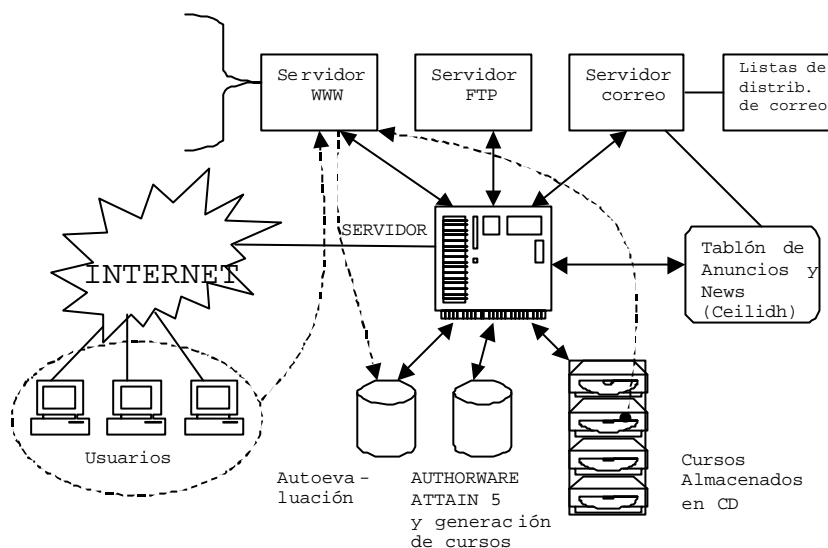 Servidor
WWW
Servidor
FTP
Servidor
correo
Listas de
distrib.
de correo
SERVIDOR
INTERNET
Tablón de
Anuncios y
News
(Ceilidh)
Usuarios
Autoeva-
luación
AUTHORWARE
ATTAIN 5
y generación
de cursos
Cursos
Almacenados
en CD